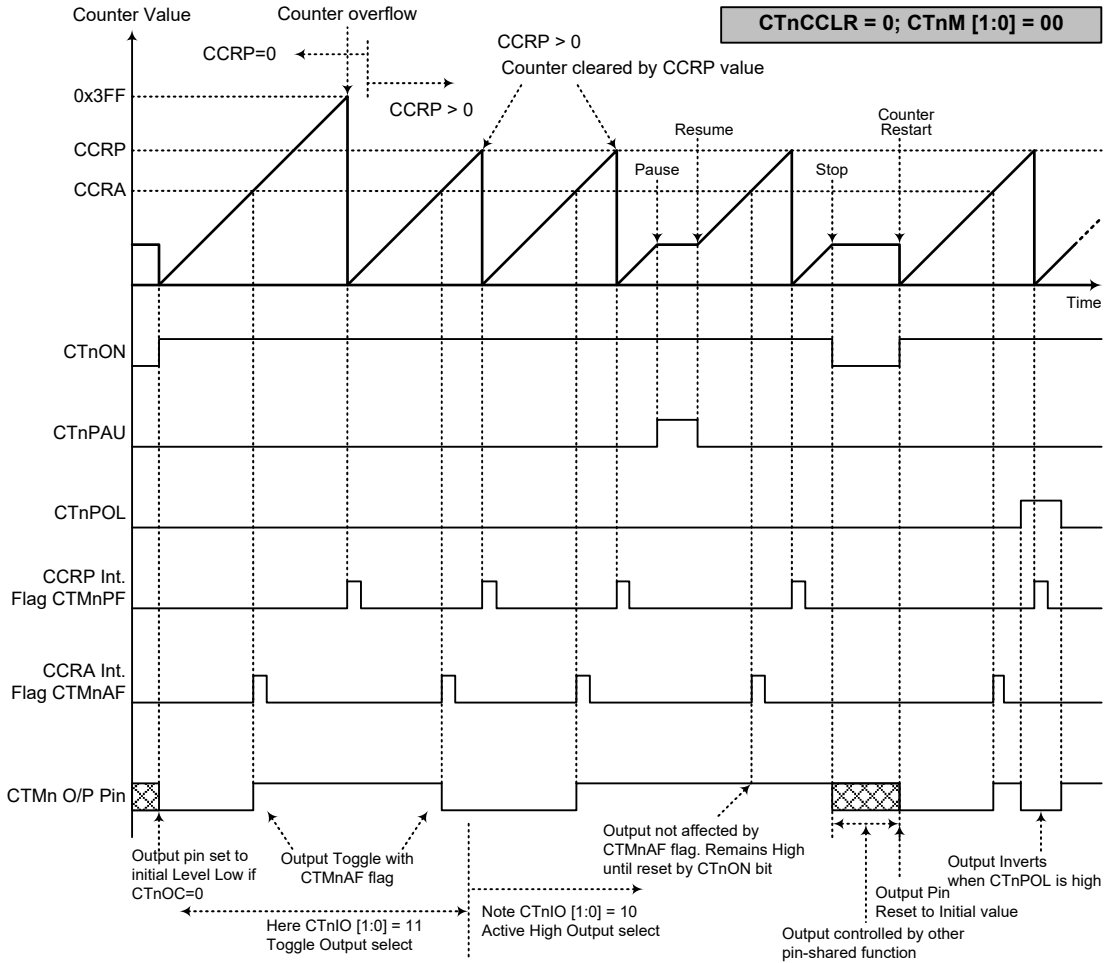 Counter Value
Counter overflow
CTnCCLR = 0; CTnM [1:0] = 00
CCRP=0
CCRP > 0
CCRP > 0
Counter cleared by CCRP value
0x3FF
CCRP
CCRA
Pause
Resume
Stop
Counter
Restart
Time
CTnON
CTnPAU
CTnPOL
CCRP Int.
Flag CTMnPF
CCRA Int.
Flag CTMnAF
CTMn O/P Pin
Output pin set to
initial Level Low if
CTnOC=0
Output Toggle with
CTMnAF flag
Output not affected by
CTMnAF flag. Remains High
until reset by CTnON bit
Output Inverts
when CTnPOL is high
Output Pin
Reset to Initial value
Here CTnIO [1:0] = 11
Toggle Output select
Note CTnIO [1:0] = 10
Active High Output select
Output controlled by other
pin-shared function